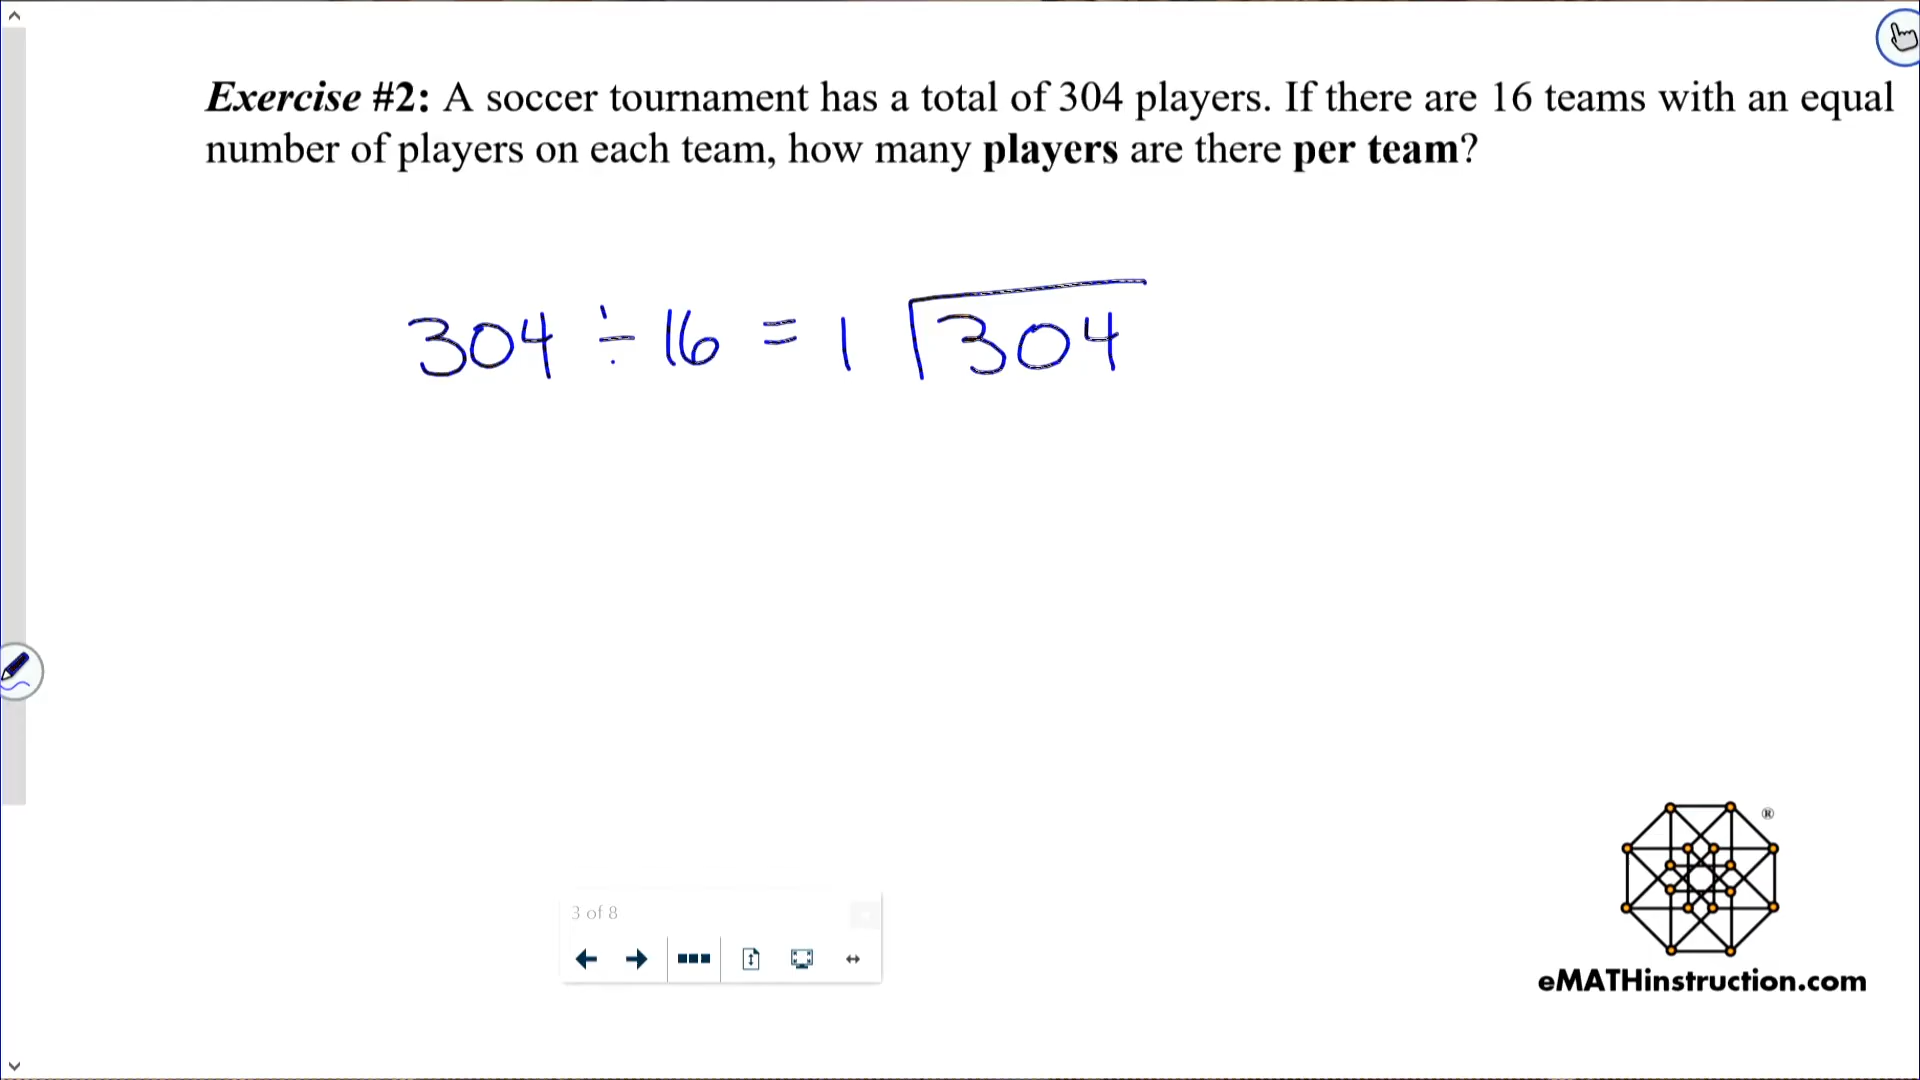 Exercise #2: A soccer tournament has a total of 304 players. If there are 16 teams with an equal
number of players on each team, how many players are there per team?
304 ÷ 16 = 1 304
3 of 8
®
eMATHinstruction.com